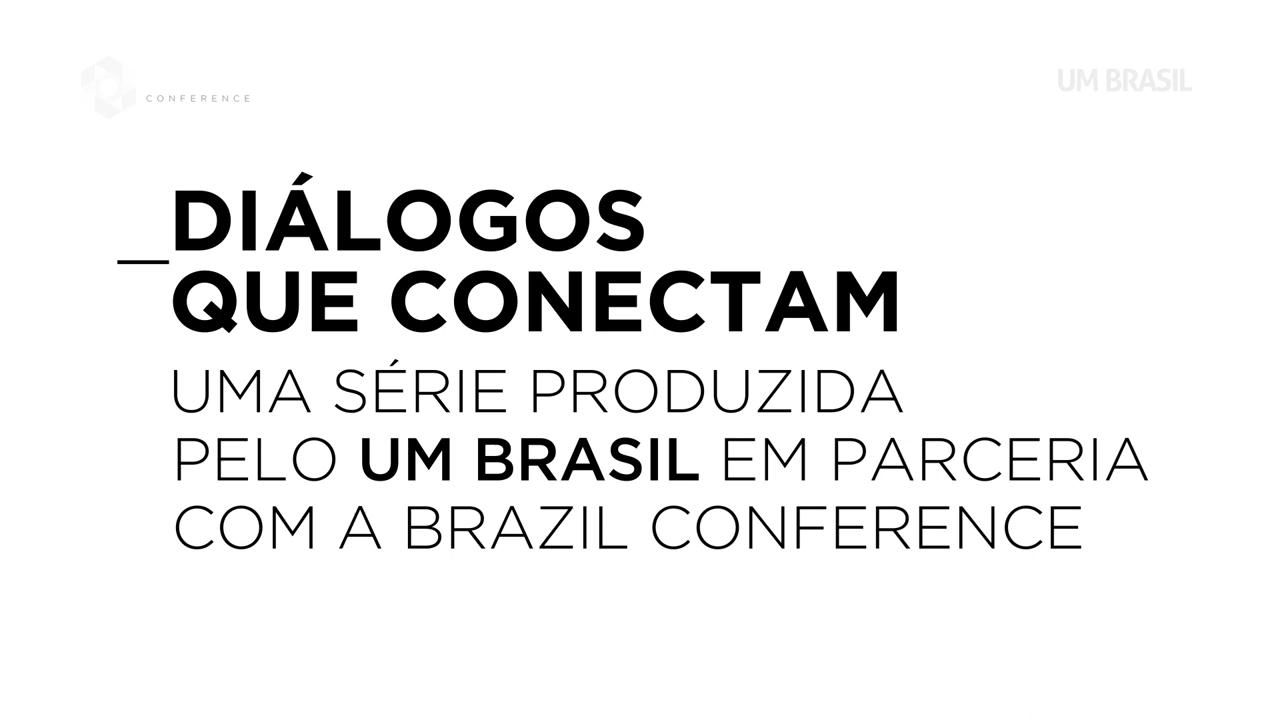 CONFERENCE
UM BRASIL
_DIÁLOGOS
QUE CONECTAM
UMA SÉRIE PRODUZIDA
PELO UM BRASIL EM PARCERIA
COM A BRAZIL CONFERENCE